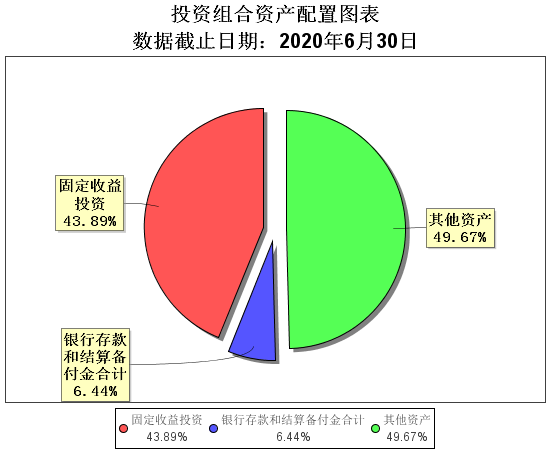 投资组合资产配置图表
数据截止日期：2020年6月30日
固定收益
投资
43.89%
其他资产
49.67%
银行存款
和结算备
付金合计
6.44%
固定收益投资
43.89%
银行存款和结算备付金合计
6.44%
其他资产
49.67%